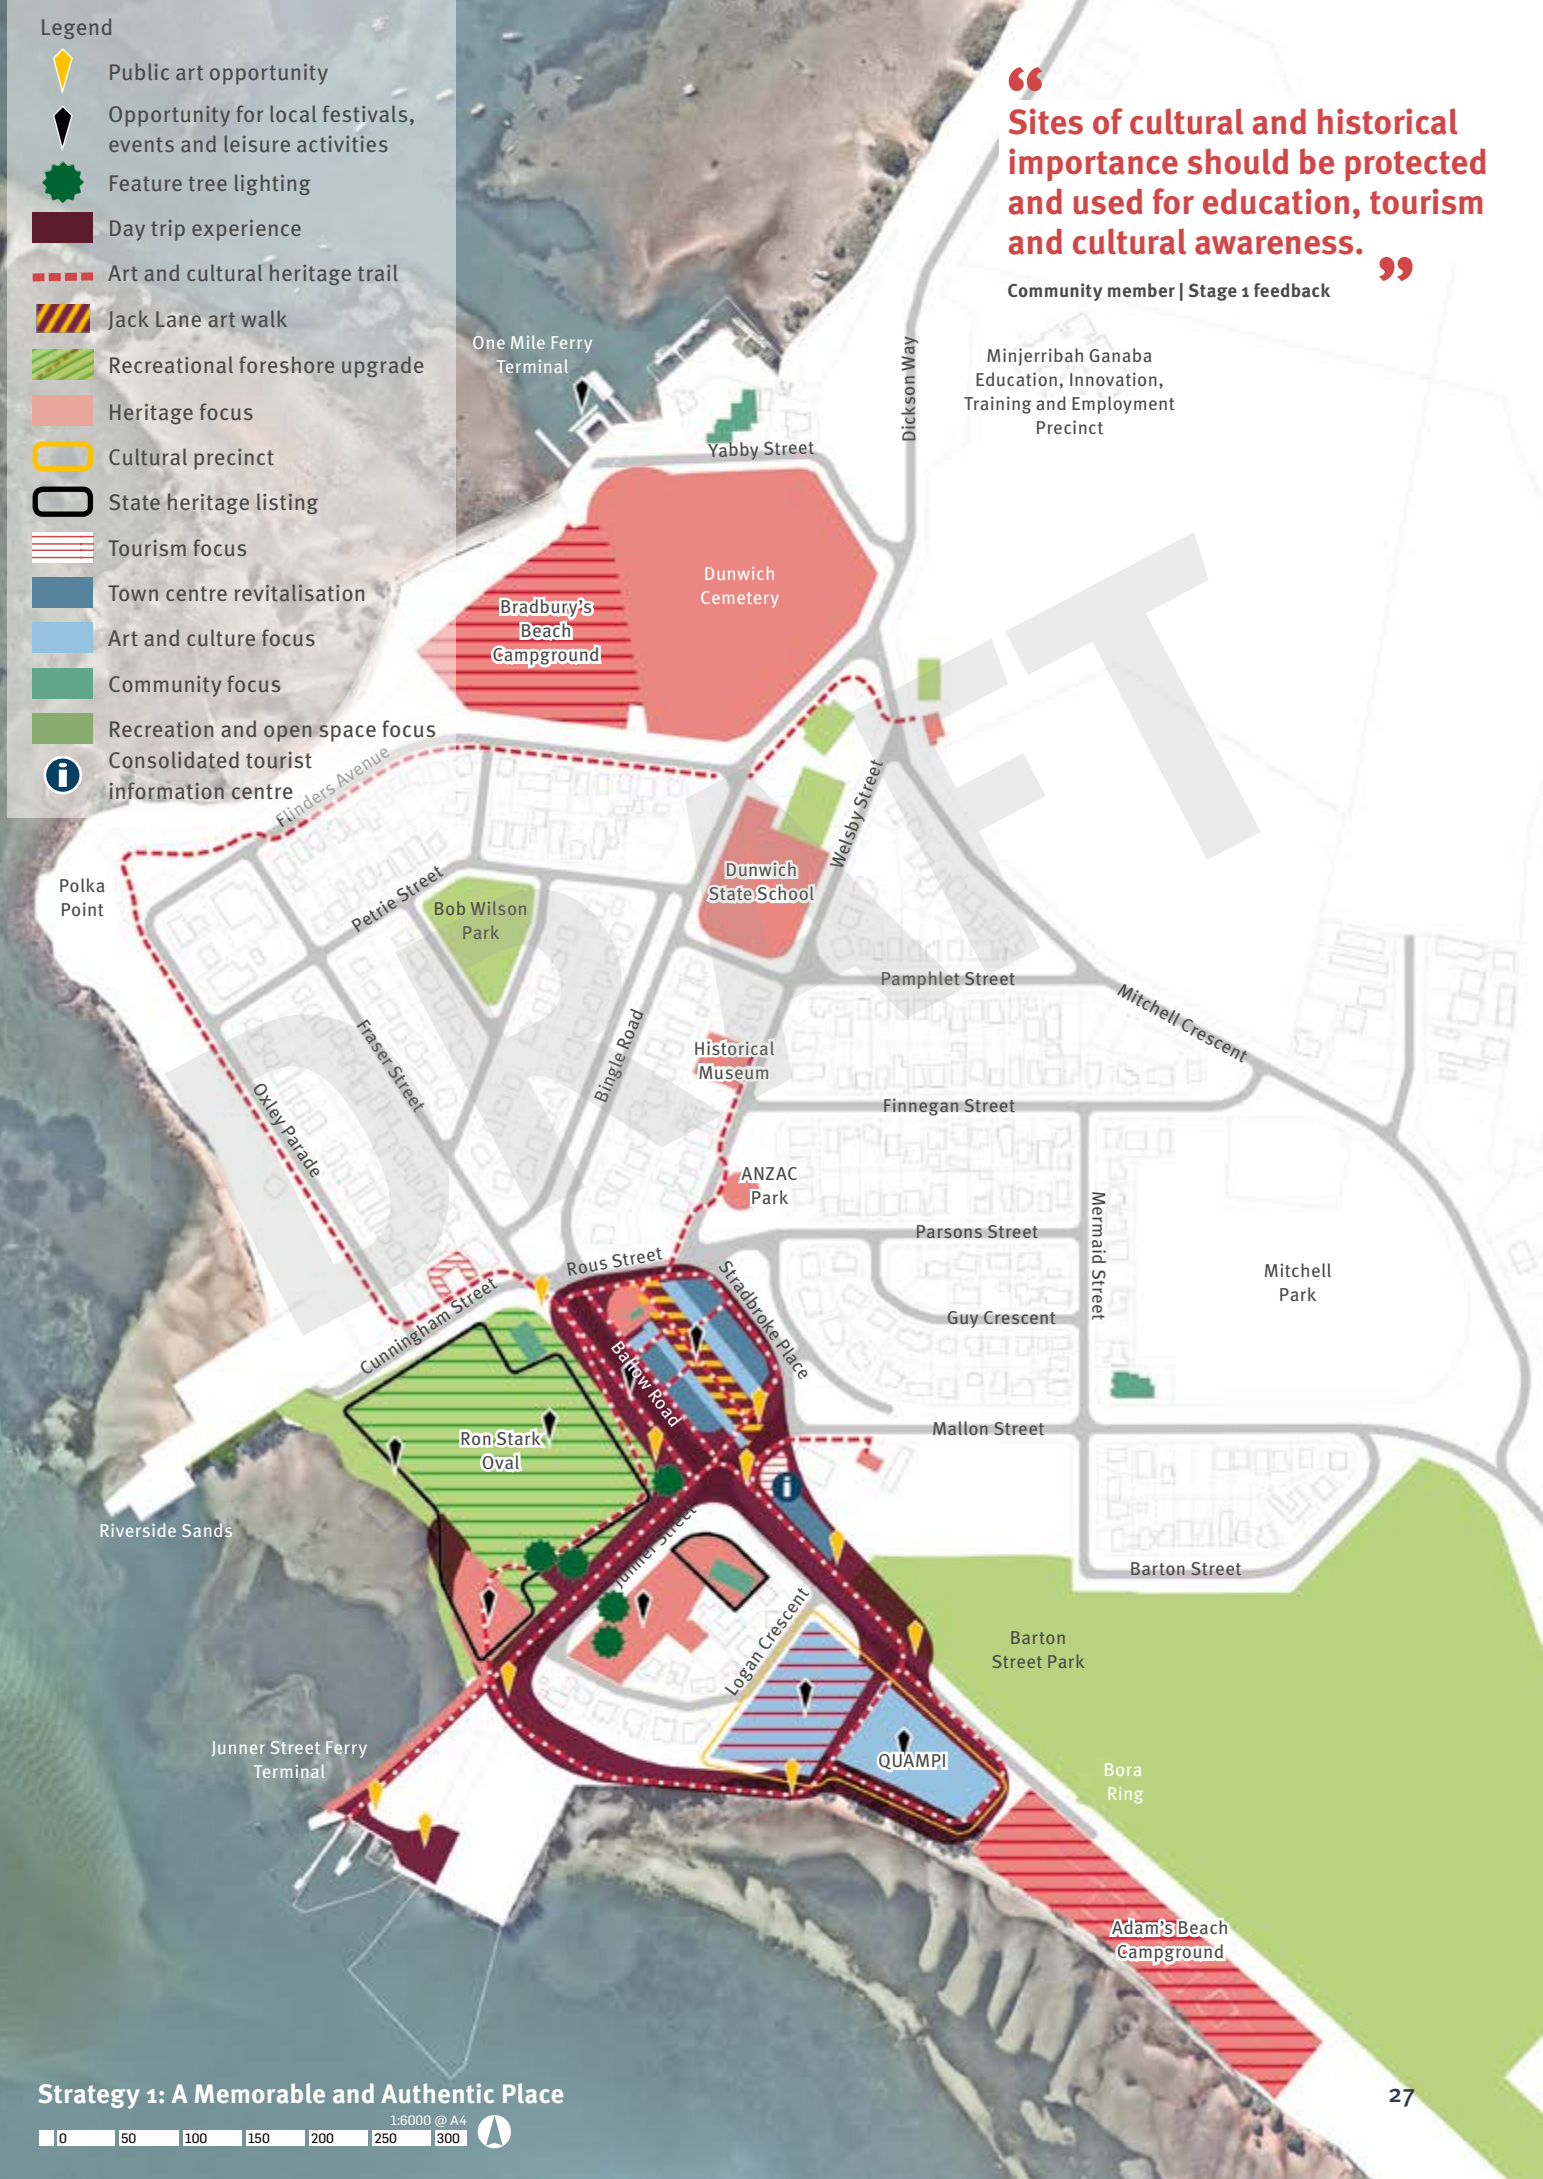 Legend
Public art opportunity
Opportunity for local festivals,
events and leisure activities
Feature tree lighting
Day trip experience
Art and cultural heritage trail
Jack Lane art walk
Recreational foreshore upgrade
Heritage focus
Cultural precinct
State heritage listing
Tourism focus
Town centre revitalisation
Art and culture focus
Community focus
Recreation and open space focus
Consolidated tourist
information centre
i
“
Sites of cultural and historical
importance should be protected
and used for education, tourism
and cultural awareness.
”
Community member | Stage 1 feedback
One Mile Ferry
Terminal
Yabby Street
Dickson Way
Minjerribah Ganaba
Education, Innovation,
Training and Employment
Precinct
Dunwich
Cemetery
Bradbury's
Beach
Campground
Flinders Avenue
Welsby Street
Polka
Point
Petrie Street
Bob Wilson
Park
Dunwich
State School
Pamphlet Street
Mitchell Crescent
Fraser Street
Bingle Road
Historical
Museum
Oxley Parade
Finnegan Street
ANZAC
Park
Mermaid Street
Parsons Street
Rous Street
Stradbroke Place
Mitchell
Park
Cunningham Street
Guy Crescent
Ballow Road
Mallon Street
Ron Stark
Oval
i
Riverside Sands
Junner Street
Barton Street
Logan Crescent
Barton
Street Park
Junner Street Ferry
Terminal
QUAMPI
Bora
Ring
Adam's Beach
Campground
DRAFT
Strategy 1: A Memorable and Authentic Place
1:6000 @ A4
0 50 100 150 200 250 300
27